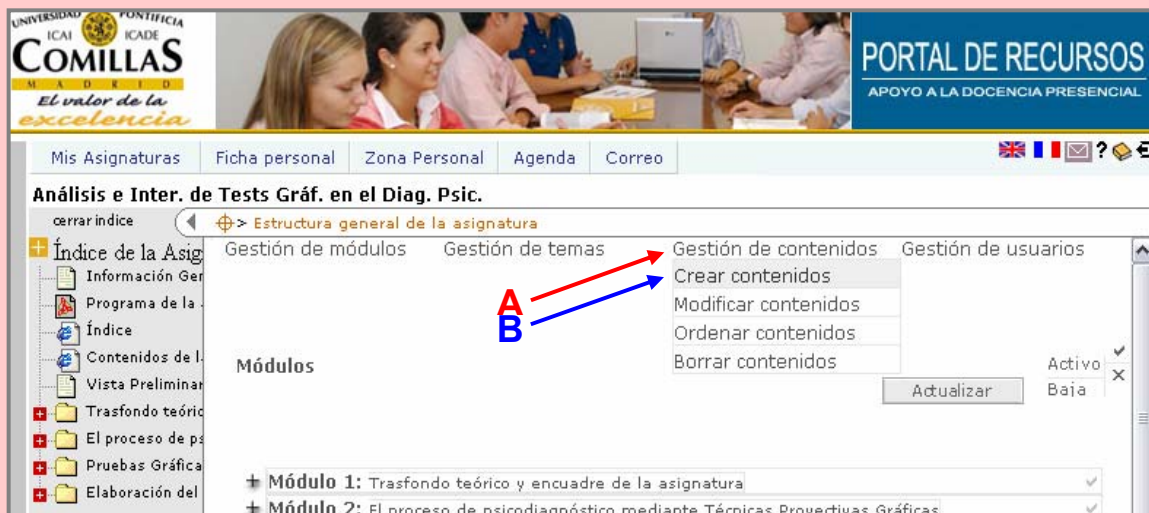 UNIVERSIDAD PONTIFICIA
ICAI ICADE
COMILLAS
MADRID
El valor de la
excelencia
PORTAL DE RECURSOS
APOYO A LA DOCENCIA PRESENCIAL
Mis Asignaturas Ficha personal Zona Personal Agenda Correo ?
Análisis e Inter. de Tests Gráf. en el Diag. Psic.
cerrar indice > Estructura general de la asignatura
Índice de la Asig Gestión de módulos Gestión de temas Gestión de contenidos Gestión de usuarios
Información Ger Crear contenidos
Programa de la A Modificar contenidos
Índice B Ordenar contenidos
Contenidos de l Módulos Borrar contenidos Activo
Vista Preliminar Actualizar Baja
Trasfondo teóric
El proceso de ps
Pruebas Gráfica
Elaboración del
+ Módulo 1: Trasfondo teórico y encuadre de la asignatura
+ Módulo 2: El proceso de psicodiagnóstico mediante Técnicas Proyectivas Gráficas